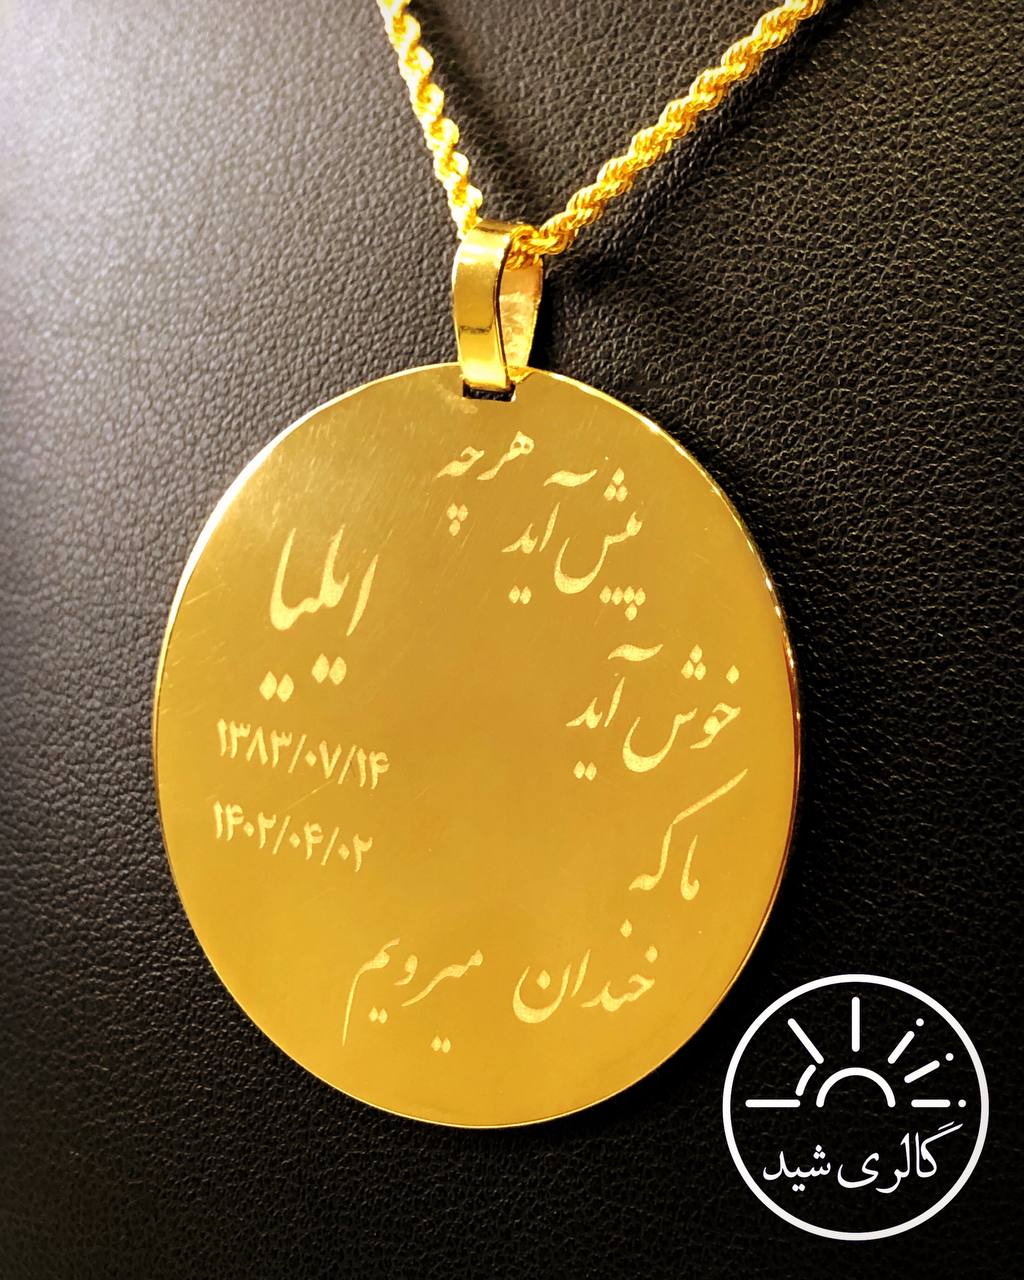 هرچه
پیش آید
خوش آید
ما که
خندان میرویم
ایلیا
۱۳۸۳/۰۷/۱۴
۱۴۰۲/۰۴/۰۲
گالری شید